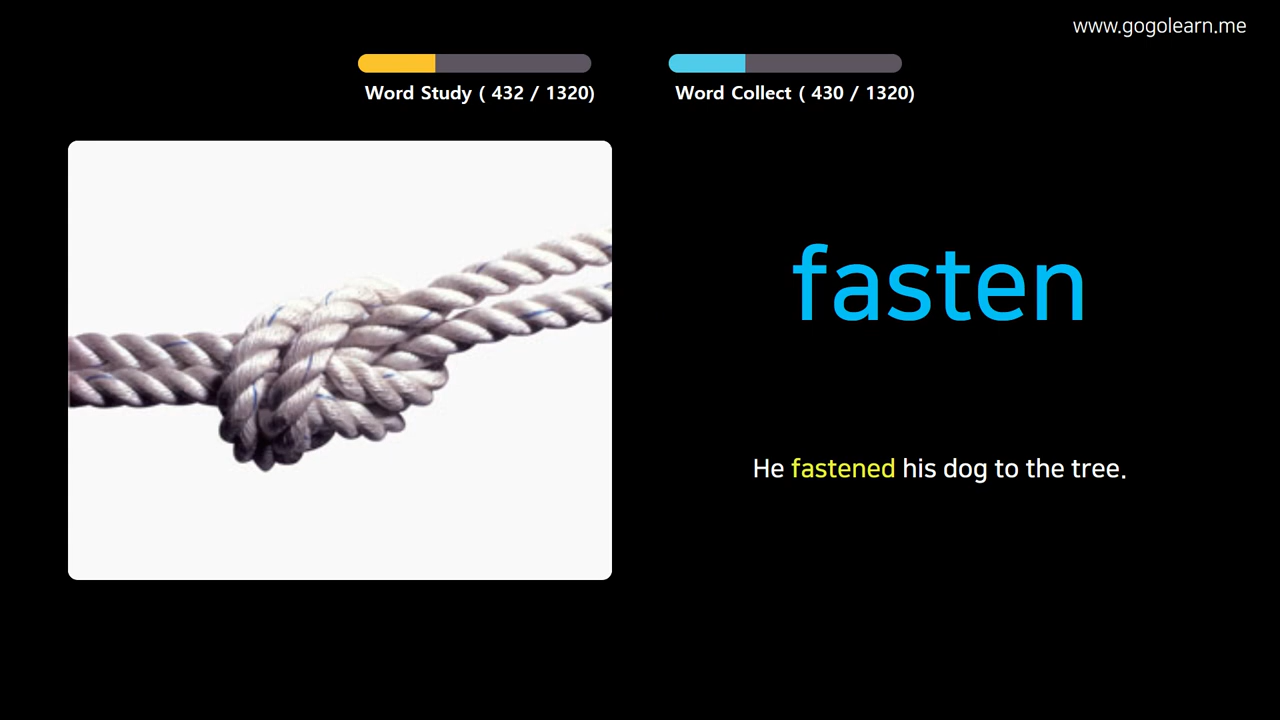 www.gogolearn.me
Word Study ( 432 / 1320)
Word Collect ( 430 / 1320)
fasten
He fastened his dog to the tree.